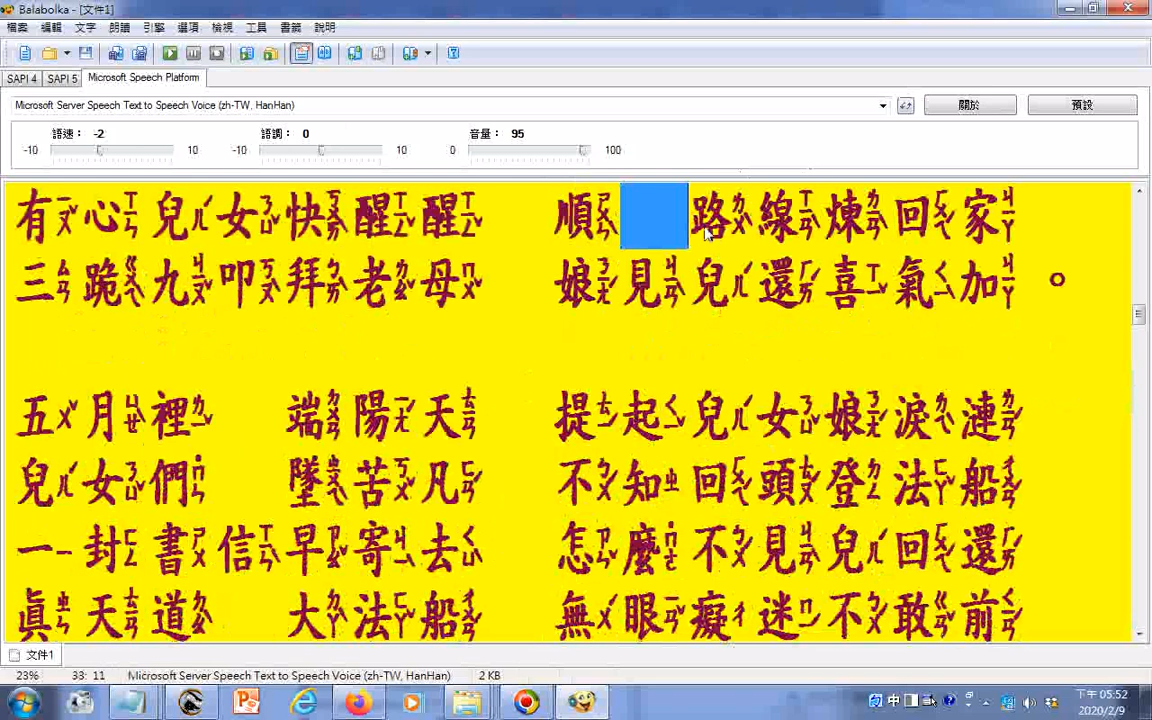 Balabolka - [文件1]
檔案 編輯 文字 朗讀 引擎 選項 檢視 工具 書籤 說明
SAPI 4 SAPI 5 Microsoft Speech Platform
Microsoft Server Speech Text to Speech Voice (zh-TW, HanHan) 關於 預設
語速： -2 語調： 0 音量： 95
-10 10 -10 10 0 100
有心兒女快醒醒 順 路線煉回家
三跪九叩拜老母 娘見兒還喜氣加。
五月裡 端陽天 提起兒女娘淚漣
兒女們 墜苦凡 不知回頭登法船
一封書信早寄去 怎麼不見兒回還
眞天道 大法船 無眼癡迷不敢前
文件1
23% 33: 11 Microsoft Server Speech Text to Speech Voice (zh-TW, HanHan) 2 KB
中 下午 05:52
2020/2/9